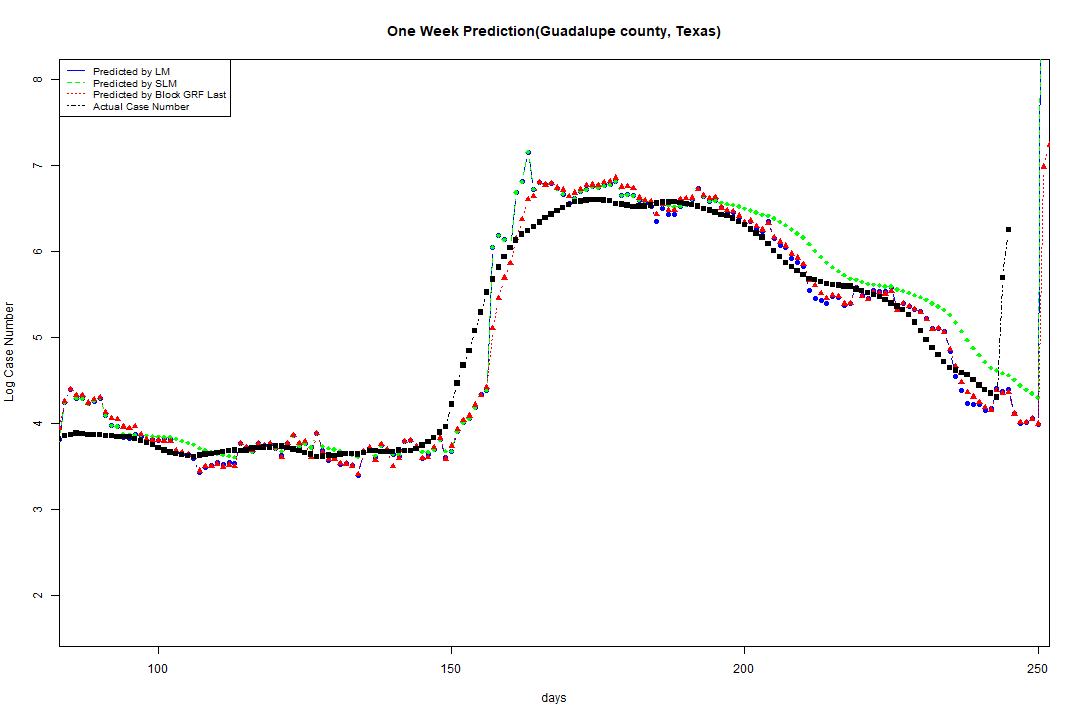 One Week Prediction(Guadalupe county, Texas)
Predicted by LM
Predicted by SLM
Predicted by Block GRF Last
Actual Case Number
8
7
6
5
4
3
2
Log Case Number
100 150 200 250
days